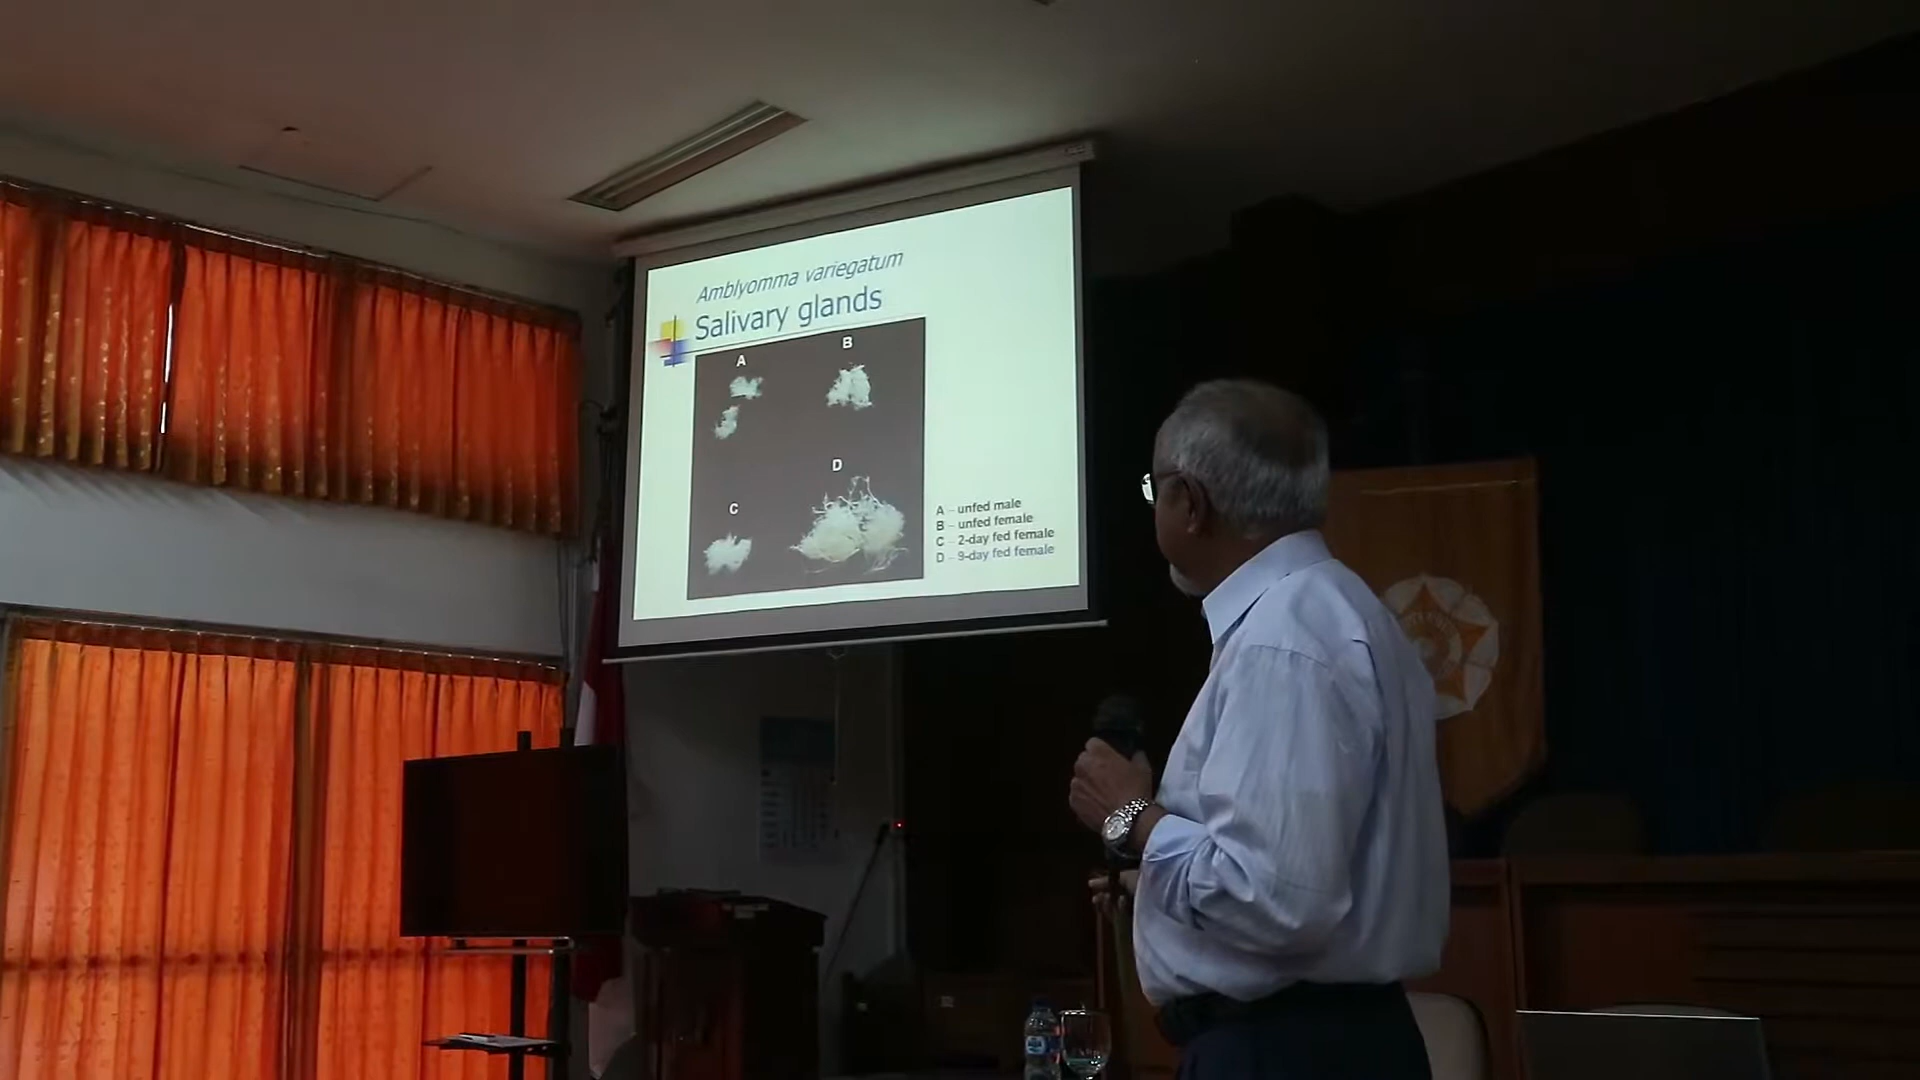 Amblyomma variegatum
Salivary glands
A
B
C
D
A – unfed male
B – unfed female
C – 2-day fed female
D – 9-day fed female